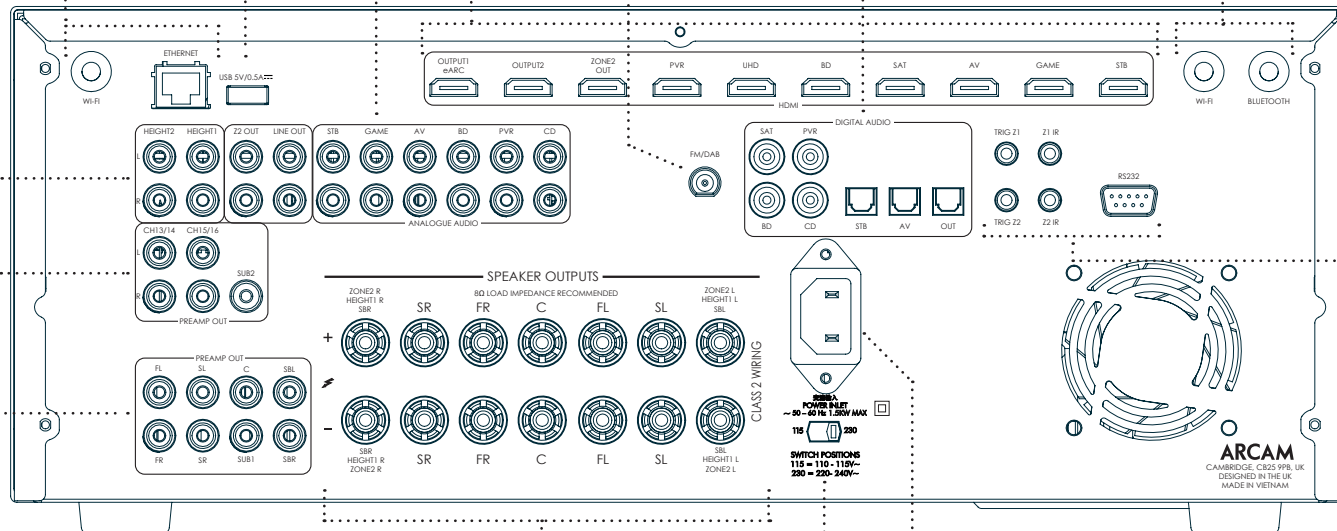 ETHERNET
USB 5V/0.5A
WI-FI
OUTPUT1
eARC
OUTPUT2
ZONE2
OUT
PVR
UHD
BD
SAT
AV
GAME
STB
HDMI
WI-FI
BLUETOOTH
HEIGHT2
HEIGHT1
Z2 OUT
LINE OUT
STB
GAME
AV
BD
PVR
CD
L
R
ANALOGUE AUDIO
FM/DAB
DIGITAL AUDIO
SAT
PVR
BD
CD
STB
AV
OUT
TRIG Z1
Z1 IR
TRIG Z2
Z2 IR
RS232
CH13/14
CH15/16
L
R
SUB2
PREAMP OUT
SPEAKER OUTPUTS
8Ω LOAD IMPEDANCE RECOMMENDED
ZONE2 R
HEIGHT1 R
SBR
SR
FR
C
FL
SL
ZONE2 L
HEIGHT1 L
SBL
+
−
SBR
HEIGHT1 R
ZONE2 R
SR
FR
C
FL
SL
SBL
HEIGHT1 L
ZONE2 L
CLASS 2 WIRING
PREAMP OUT
FL
SL
C
SBL
FR
SR
SUB1
SBR
POWER INLET
~ 50 – 60 Hz 1.5KW MAX
115
230
SWITCH POSITIONS
115 = 110 - 115V~
230 = 220- 240V~
ARCAM
CAMBRIDGE, CB25 9PB, UK
DESIGNED IN THE UK
MADE IN VIETNAM